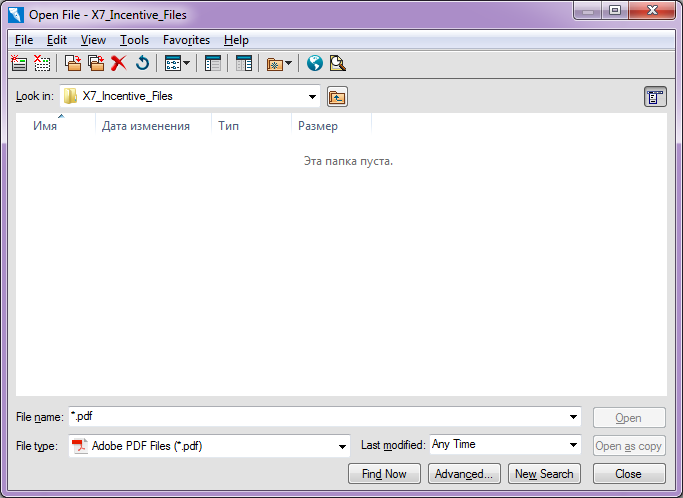 Open File - X7_Incentive_Files
File Edit View Tools Favorites Help
Look in: X7_Incentive_Files
Имя Дата изменения Тип Размер
Эта папка пуста.
File name: *.pdf Open
File type: Adobe PDF Files (*.pdf) Last modified: Any Time Open as copy
Find Now Advanced... New Search Close